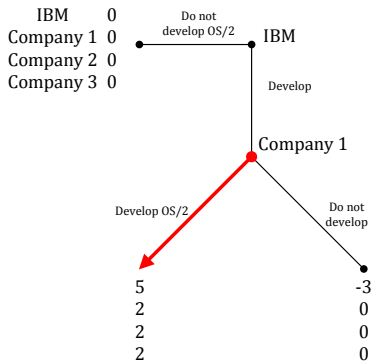 IBM 0
Company 1 0
Company 2 0
Company 3 0
Do not
develop OS/2
IBM
Develop
Company 1
Develop OS/2
Do not
develop
5
2
2
2
-3
0
0
0